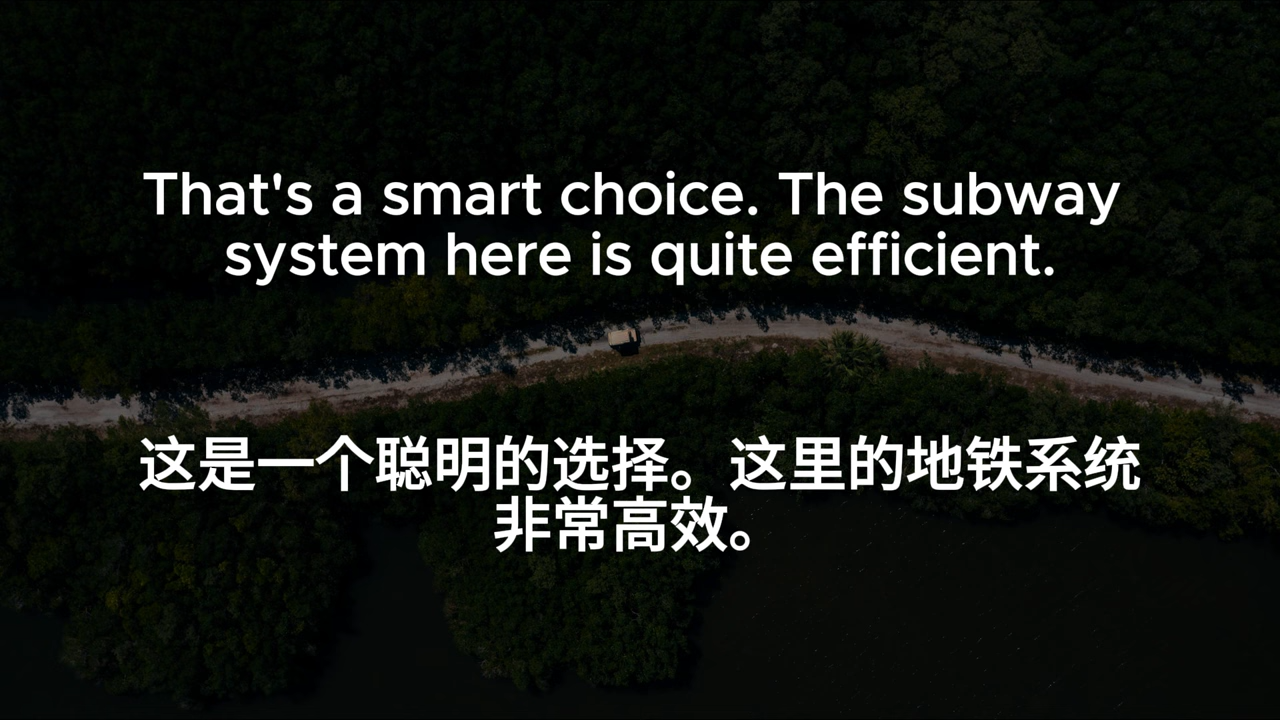 That's a smart choice. The subway
system here is quite efficient.
这是一个聪明的选择。这里的地铁系统
非常高效。